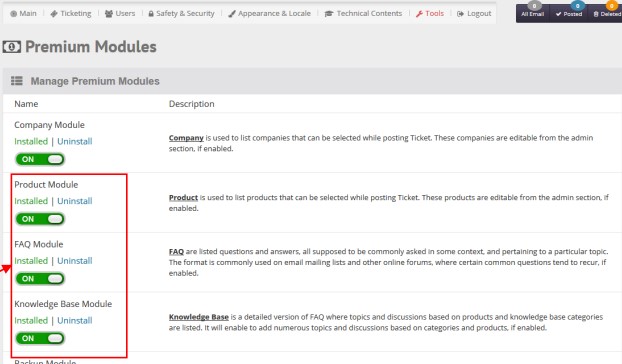 Main | Ticketing | Users | Safety & Security | Appearance & Locale | Technical Contents | Tools | Logout
0 0 0
All Email Posted Deleted
Premium Modules
Manage Premium Modules
Name Description
Company Module
Installed | Uninstall
ON
Company is used to list companies that can be selected while posting Ticket. These companies are editable from the admin
section, if enabled.
Product Module
Installed | Uninstall
ON
Product is used to list products that can be selected while posting Ticket. These products are editable from the admin section, if
enabled.
FAQ Module
Installed | Uninstall
ON
FAQ are listed questions and answers, all supposed to be commonly asked in some context, and pertaining to a particular topic.
The format is commonly used on email mailing lists and other online forums, where certain common questions tend to recur, if
enabled.
Knowledge Base Module
Installed | Uninstall
ON
Knowledge Base is a detailed version of FAQ where topics and discussions based on products and knowledge base categories
are listed. It will enable to add numerous topics and discussions based on categories and products, if enabled.
Backup Module